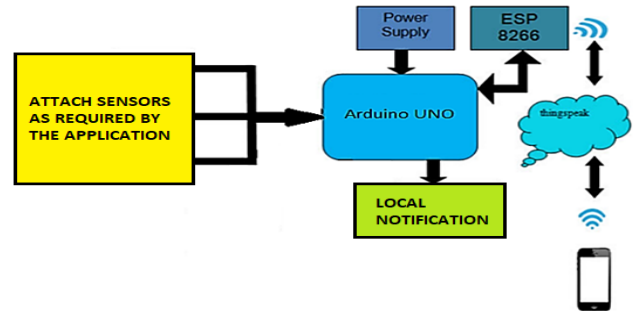 Power
Supply
ESP
8266
ATTACH SENSORS
AS REQUIRED BY
THE APPLICATION
Arduino UNO
thingspeak
LOCAL
NOTIFICATION